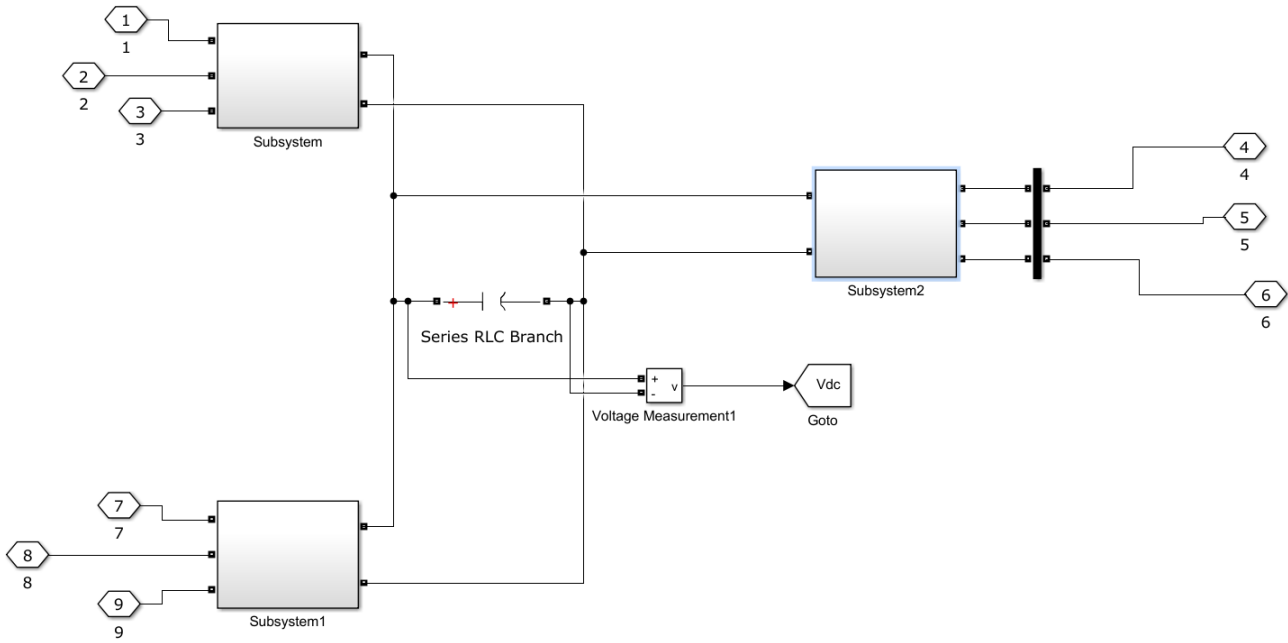 1
1
2
2
3
3
Subsystem
4
4
5
5
Subsystem2
6
6
+
Series RLC Branch
+
v
-
Voltage Measurement1
Vdc
Goto
7
7
8
8
9
9
Subsystem1